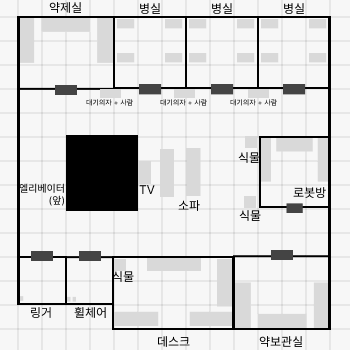 약제실 병실 병실 병실
대기의자 + 사람 대기의자 + 사람 대기의자 + 사람
식물
엘리베이터 TV 로봇방
(앞) 소파
식물
식물
링거 휠체어
데스크 약보관실